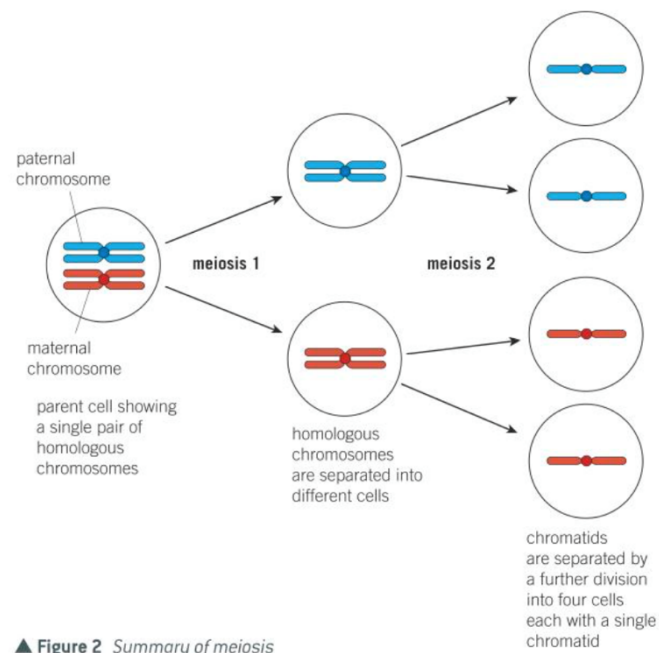 paternal
chromosome
meiosis 1
meiosis 2
maternal
chromosome
parent cell showing
a single pair of
homologous
chromosomes
homologous
chromosomes
are separated into
different cells
chromatids
are separated by
a further division
into four cells
each with a single
chromatid
▲ Figure 2 Summary of meiosis